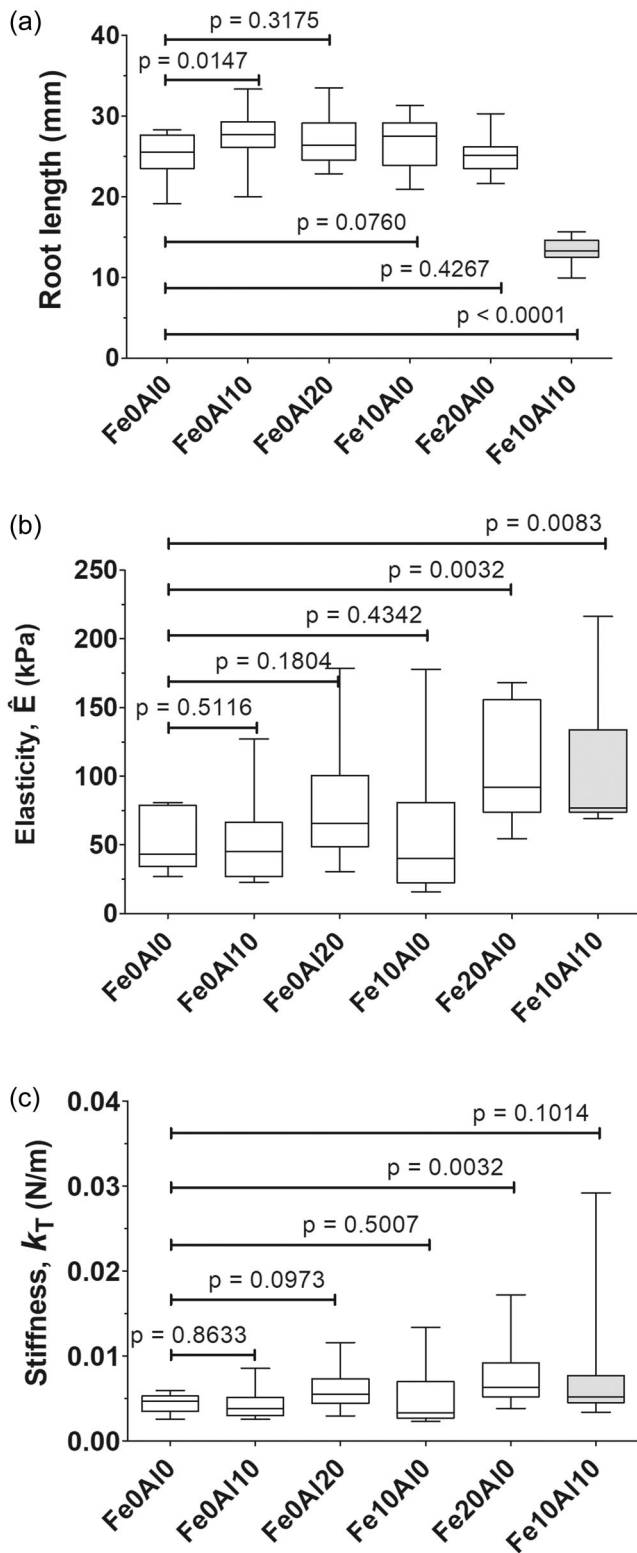 (a)
p = 0.3175
p = 0.0147
40
30
20
10
0
Root length (mm)
p = 0.0760
p = 0.4267
p < 0.0001
Fe0Al0
Fe0Al10
Fe0Al20
Fe10Al0
Fe20Al0
Fe10Al10
(b)
p = 0.0083
p = 0.0032
p = 0.4342
p = 0.1804
p = 0.5116
250
200
150
100
50
0
Elasticity, Ê (kPa)
Fe0Al0
Fe0Al10
Fe0Al20
Fe10Al0
Fe20Al0
Fe10Al10
(c)
p = 0.1014
p = 0.0032
p = 0.5007
p = 0.0973
p = 0.8633
0.04
0.03
0.02
0.01
0.00
Stiffness, kT (N/m)
Fe0Al0
Fe0Al10
Fe0Al20
Fe10Al0
Fe20Al0
Fe10Al10